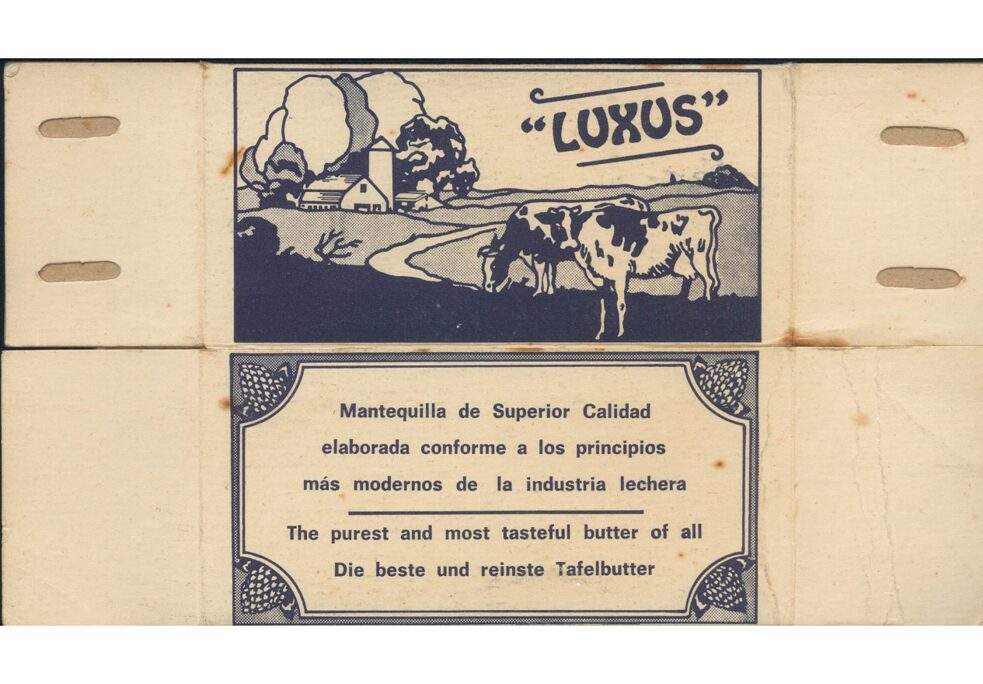 "LUXUS"
Mantequilla de Superior Calidad
elaborada conforme a los principios
más modernos de la industria lechera
The purest and most tasteful butter of all
Die beste und reinste Tafelbutter